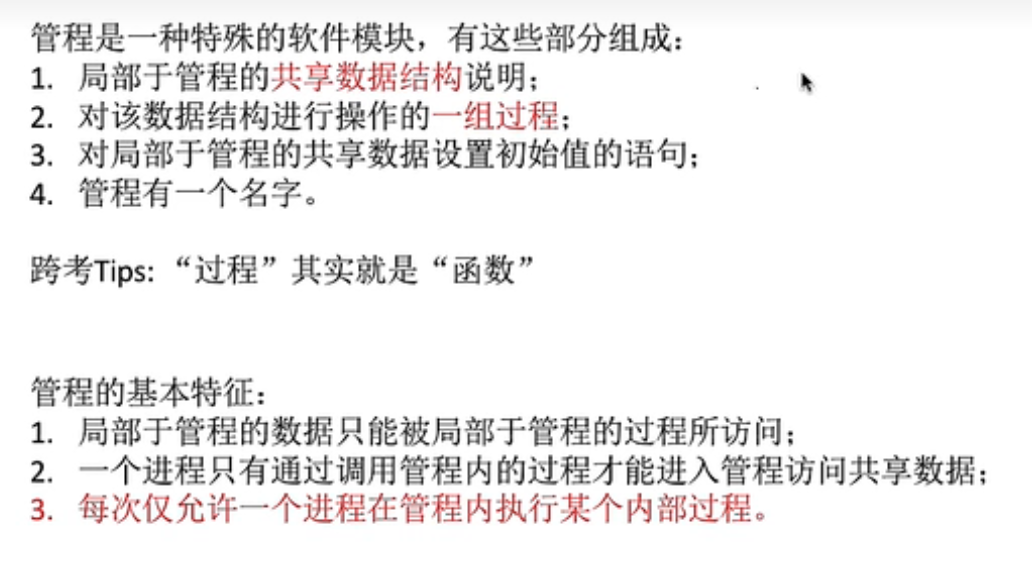 管程是一种特殊的软件模块，有这些部分组成：
1. 局部于管程的共享数据结构说明；
2. 对该数据结构进行操作的一组过程；
3. 对局部于管程的共享数据设置初始值的语句；
4. 管程有一个名字。
跨考Tips: “过程”其实就是“函数”
管程的基本特征：
1. 局部于管程的数据只能被局部于管程的过程所访问；
2. 一个进程只有通过调用管程内的过程才能进入管程访问共享数据；
3. 每次仅允许一个进程在管程内执行某个内部过程。